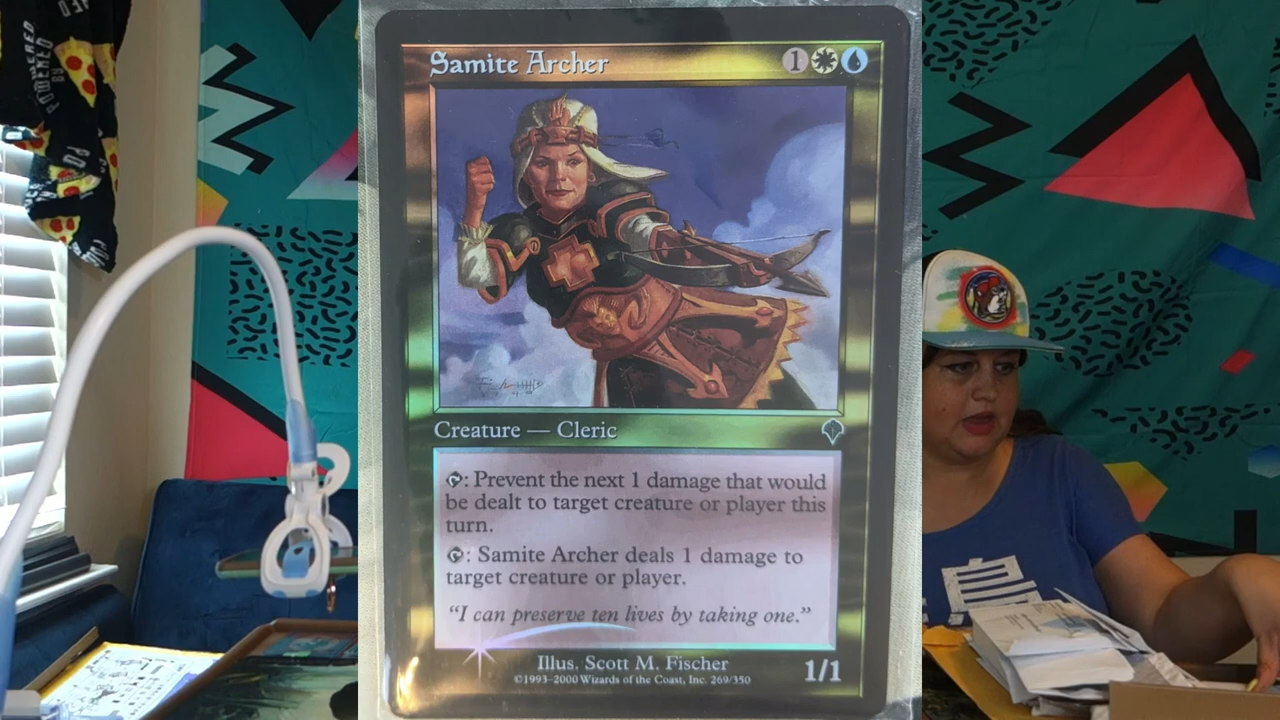 POWERED
BY
Samite Archer
1
Creature — Cleric
: Prevent the next 1 damage that would
be dealt to target creature or player this
turn.
: Samite Archer deals 1 damage to
target creature or player.
“I can preserve ten lives by taking one.”
Illus. Scott M. Fischer
1/1
©1993–2000 Wizards of the Coast, Inc. 269/350